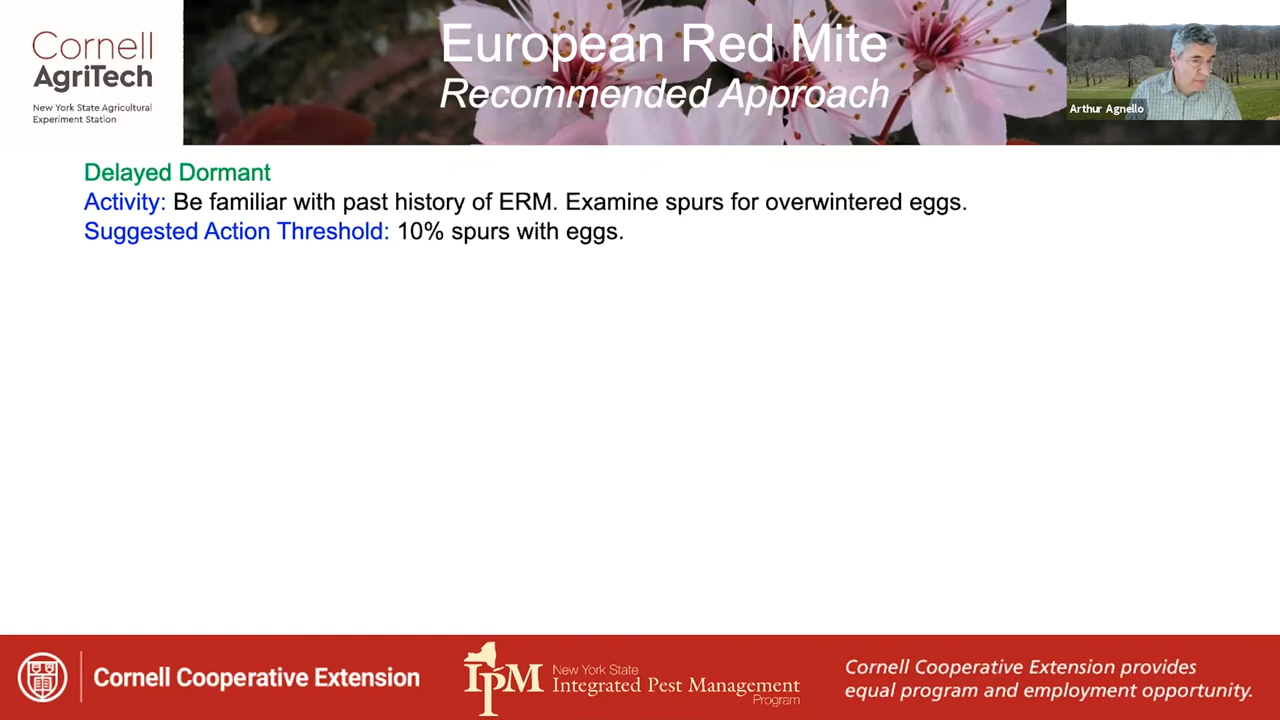 Cornell
AgriTech
New York State Agricultural
Experiment Station
European Red Mite
Recommended Approach
Arthur Agnello
Delayed Dormant
Activity: Be familiar with past history of ERM. Examine spurs for overwintered eggs.
Suggested Action Threshold: 10% spurs with eggs.
Cornell Cooperative Extension
IPM
New York State
Integrated Pest Management
Program
Cornell Cooperative Extension provides
equal program and employment opportunity.